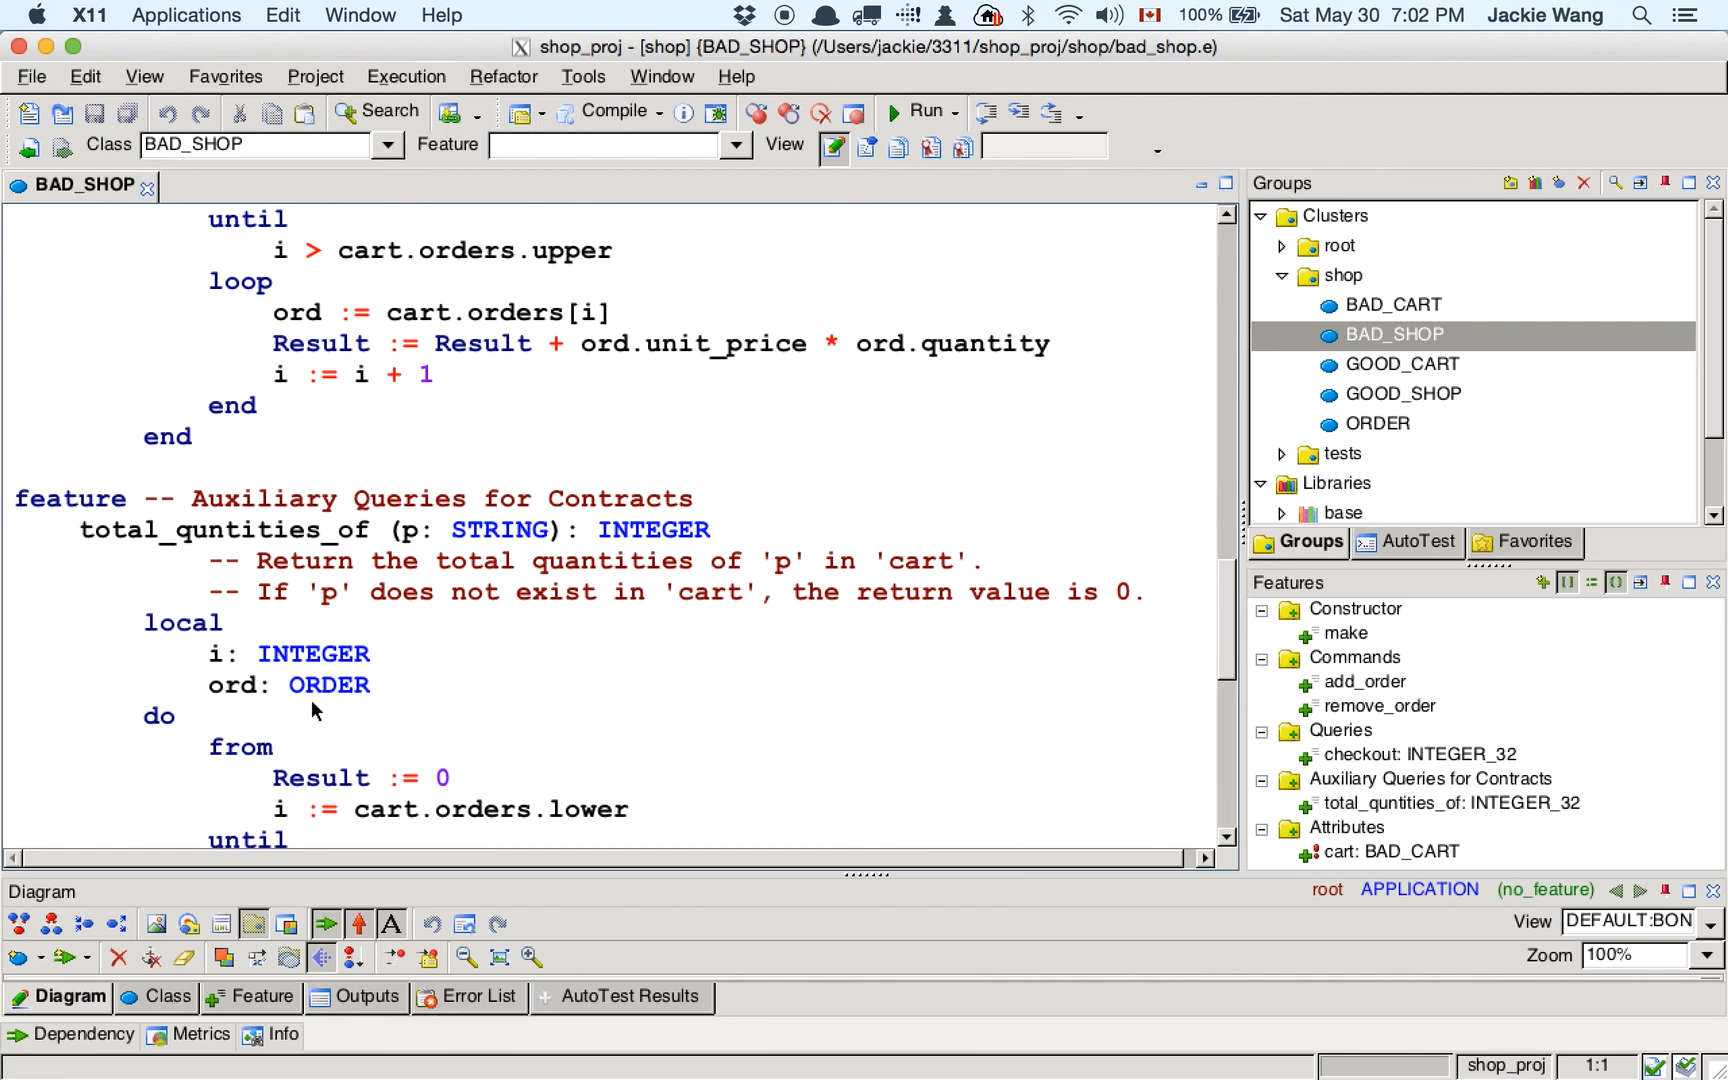 X11 Applications Edit Window Help 100% Sat May 30 7:02 PM Jackie Wang
shop_proj - [shop] {BAD_SHOP} (/Users/jackie/3311/shop_proj/shop/bad_shop.e)
File Edit View Favorites Project Execution Refactor Tools Window Help
Search Compile Run
Class BAD_SHOP Feature View
BAD_SHOP
until
i > cart.orders.upper
loop
ord := cart.orders[i]
Result := Result + ord.unit_price * ord.quantity
i := i + 1
end
end
feature -- Auxiliary Queries for Contracts
total_quntities_of (p: STRING): INTEGER
-- Return the total quantities of 'p' in 'cart'.
-- If 'p' does not exist in 'cart', the return value is 0.
local
i: INTEGER
ord: ORDER
do
from
Result := 0
i := cart.orders.lower
until
Groups
Clusters
root
shop
BAD_CART
BAD_SHOP
GOOD_CART
GOOD_SHOP
ORDER
tests
Libraries
base
Groups AutoTest Favorites
Features
Constructor
make
Commands
add_order
remove_order
Queries
checkout: INTEGER_32
Auxiliary Queries for Contracts
total_quntities_of: INTEGER_32
Attributes
cart: BAD_CART
Diagram root APPLICATION (no_feature)
A View DEFAULT:BON
Zoom 100%
Diagram Class Feature Outputs Error List AutoTest Results
Dependency Metrics Info
shop_proj 1:1